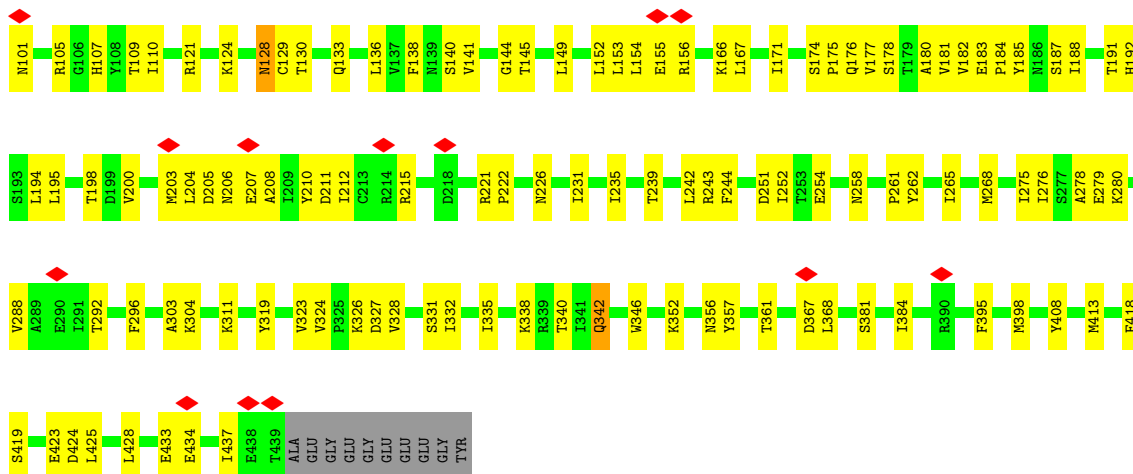 N101 R105 G106 H107 Y108 T109 I110 R121 K124 N128 C129 T130 Q133 L136 V137 F138 N139 S140 V141 G144 T145 L149 L152 L153 L154 E155 R156 K166 L167 I171 S174 P175 Q176 V177 S178 T179 A180 V181 V182 E183 P184 Y185 N186 S187 I188 T191 H192
S193 L194 L195 T198 D199 V200 M203 L204 D205 N206 E207 A208 I209 Y210 D211 I212 C213 R214 R215 D218 R221 P222 N226 I231 I235 T239 L242 R243 F244 D251 I252 T253 E254 N258 P261 Y262 I265 M268 I275 I276 S277 A278 E279 K280
V288 A289 E290 I291 T292 F296 A303 K304 K311 Y319 V323 V324 P325 K326 D327 V328 S331 I332 I335 K338 R339 T340 I341 Q342 W346 K352 N356 Y357 T361 D367 L368 S381 I384 R390 F395 M398 Y408 M413
S419 E423 D424 L425 L428 E433 E434 I437 E438 T439 ALA GLU GLY GLU GLY GLU GLU GLU GLY TYR